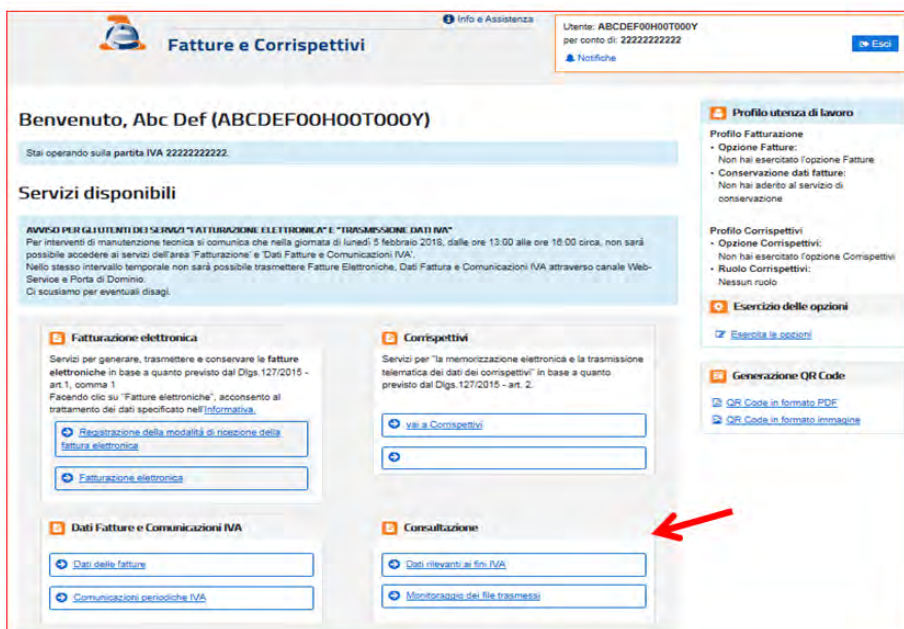 Info e Assistenza
Fatture e Corrispettivi
Utente: ABCDEF00H00T000Y
per conto di: 22222222222
Notifiche
Esci
Benvenuto, Abc Def (ABCDEF00H00T000Y)
Stai operando sulla partita IVA 22222222222.
Servizi disponibili
AVVISO PER GLI UTENTI DEI SERVIZI "FATTURAZIONE ELETTRONICA" E "TRASMISSIONE DATI IVA"
Per interventi di manutenzione tecnica si comunica che nella giornata di lunedì 5 febbraio 2018, dalle ore 13:00 alle ore 16:00 circa, non sarà
possibile accedere ai servizi dell'area 'Fatturazione' e 'Dati Fatture e Comunicazioni IVA'.
Nello stesso intervallo temporale non sarà possibile trasmettere Fatture Elettroniche, Dati Fattura e Comunicazioni IVA attraverso canale Web-
Service e Porta di Dominio.
Ci scusiamo per eventuali disagi.
Fatturazione elettronica
Servizi per generare, trasmettere e conservare le fatture
elettroniche in base a quanto previsto dal Dlgs.127/2015 -
art.1, comma 1
Facendo clic su "Fatture elettroniche", acconsento al
trattamento dei dati specificato nell'Informativa.
Registrazione della modalità di ricezione della
fattura elettronica
Fatturazione elettronica
Corrispettivi
Servizi per "la memorizzazione elettronica e la trasmissione
telematica dei dati dei corrispettivi" in base a quanto
previsto dal Dlgs.127/2015 - art. 2.
vai a Corrispettivi
Dati Fatture e Comunicazioni IVA
Dati delle fatture
Comunicazioni periodiche IVA
Consultazione
Dati rilevanti ai fini IVA
Monitoraggio dei file trasmessi
Profilo utenza di lavoro
Profilo Fatturazione
• Opzione Fatture:
Non hai esercitato l'opzione Fatture
• Conservazione dati fatture:
Non hai aderito al servizio di
conservazione
Profilo Corrispettivi
• Opzione Corrispettivi:
Non hai esercitato l'opzione Corrispettivi
• Ruolo Corrispettivi:
Nessun ruolo
Esercizio delle opzioni
Esercita le opzioni
Generazione QR Code
QR Code in formato PDF
QR Code in formato immagine